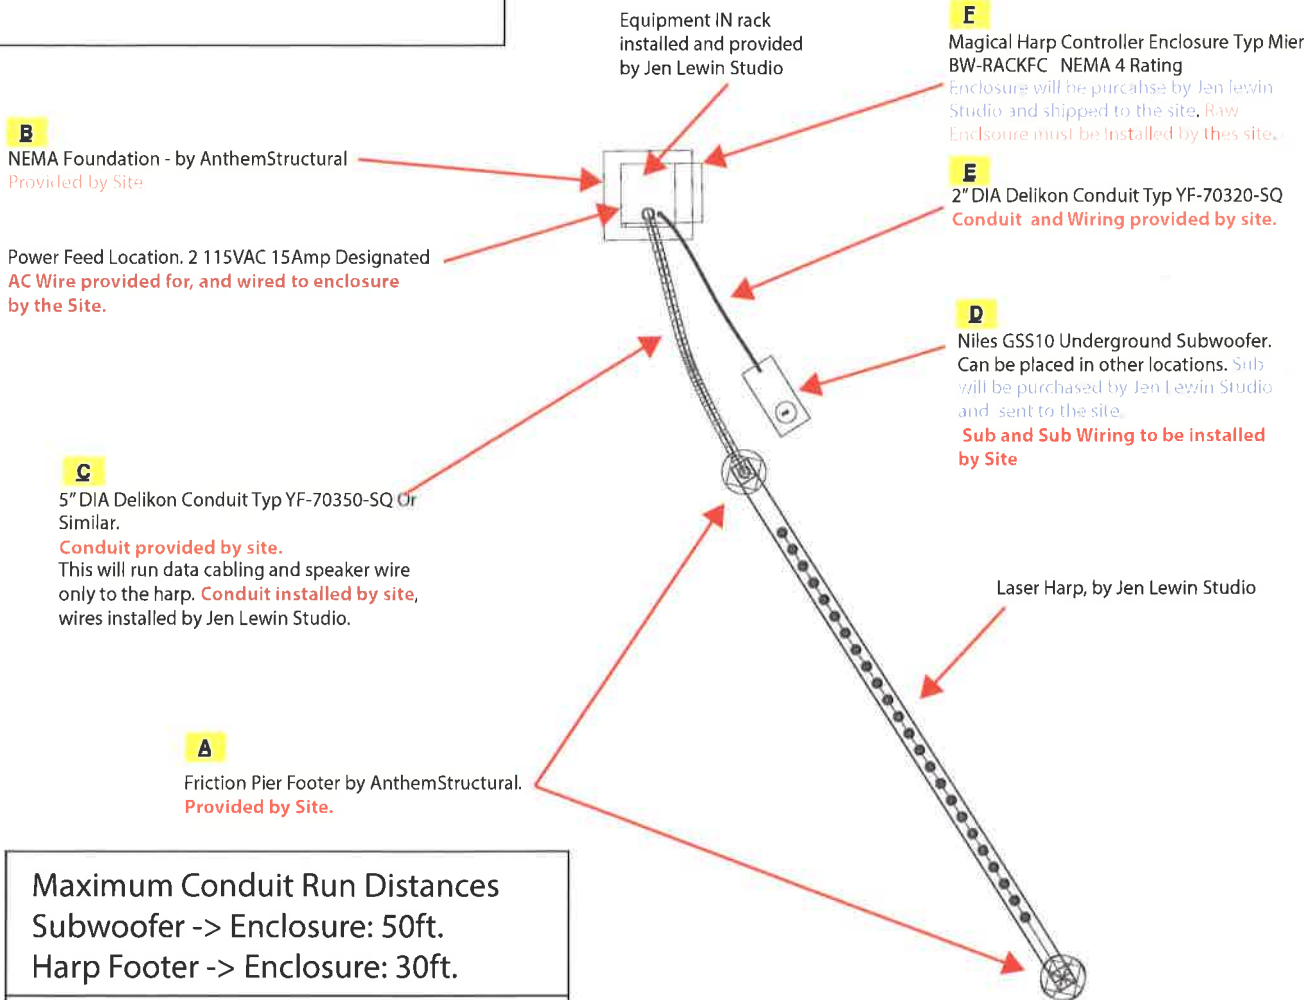 Equipment IN rack
installed and provided
by Jen Lewin Studio
F
Magical Harp Controller Enclosure Typ Mier
BW-RACKFC NEMA 4 Rating
Enclosure will be purcahse by Jen lewin
Studio and shipped to the site. Raw
Enclsoure must be Installed by thes site.
B
NEMA Foundation - by AnthemStructural
Provided by Site
E
2" DIA Delikon Conduit Typ YF-70320-SQ
Conduit and Wiring provided by site.
Power Feed Location. 2 115VAC 15Amp Designated
AC Wire provided for, and wired to enclosure
by the Site.
D
Niles GSS10 Underground Subwoofer.
Can be placed in other locations. Sub
will be purchased by Jen Lewin Studio
and sent to the site.
Sub and Sub Wiring to be installed
by Site
C
5" DIA Delikon Conduit Typ YF-70350-SQ Or
Similar.
Conduit provided by site.
This will run data cabling and speaker wire
only to the harp. Conduit installed by site,
wires installed by Jen Lewin Studio.
Laser Harp, by Jen Lewin Studio
A
Friction Pier Footer by AnthemStructural.
Provided by Site.
Maximum Conduit Run Distances
Subwoofer -> Enclosure: 50ft.
Harp Footer -> Enclosure: 30ft.